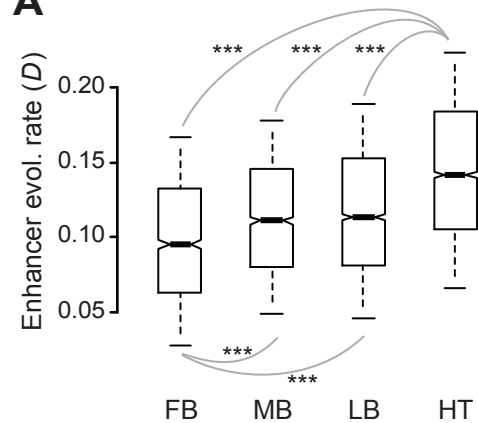 A
Enhancer evol. rate (D)
*** *** ***
0.20
0.15
0.10
0.05
***
***
FB MB LB HT